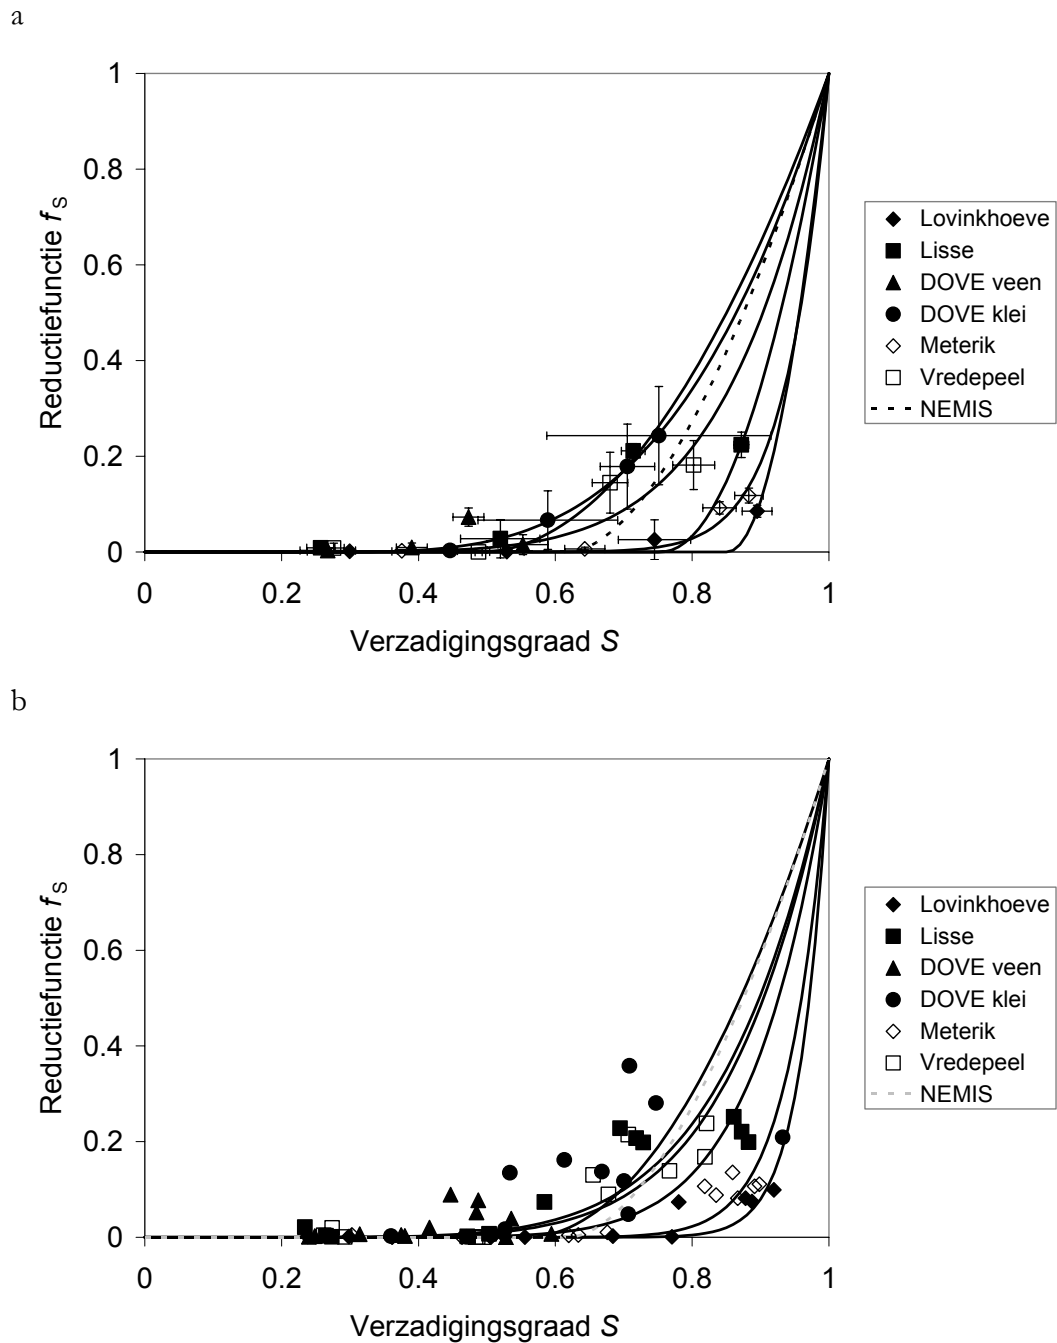 a
1
0.8
0.6
0.4
0.2
0
Reductiefunctie fS
0 0.2 0.4 0.6 0.8 1
Verzadigingsgraad S
Lovinkhoeve
Lisse
DOVE veen
DOVE klei
Meterik
Vredepeel
NEMIS
b
1
0.8
0.6
0.4
0.2
0
Reductiefunctie fS
0 0.2 0.4 0.6 0.8 1
Verzadigingsgraad S
Lovinkhoeve
Lisse
DOVE veen
DOVE klei
Meterik
Vredepeel
NEMIS